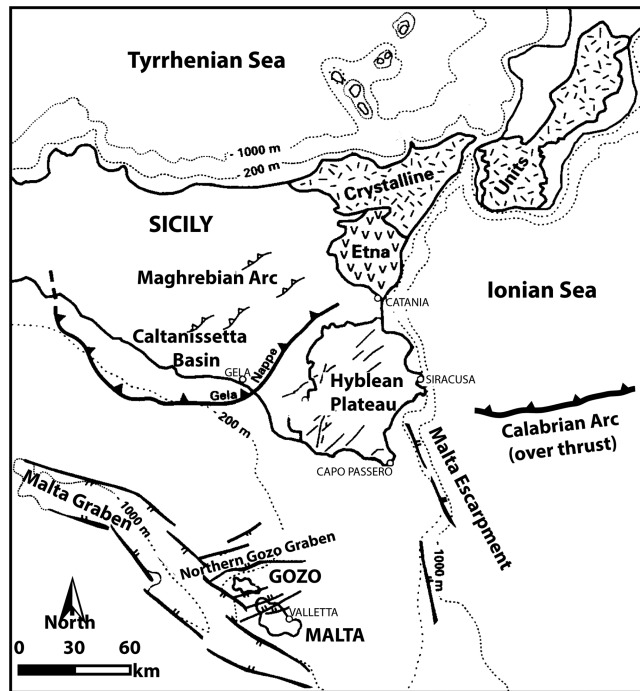 Tyrrhenian Sea
- 1000 m
- 200 m
Crystalline
Units
SICILY
Etna
Maghrebian Arc
Ionian Sea
CATANIA
Caltanissetta
Basin
GELA
Gela Nappe
Hyblean
Plateau
SIRACUSA
- 200 m
Calabrian Arc
(over thrust)
CAPO PASSERO
Malta Escarpment
Malta Graben
- 1000 m
- 1000 m
Northern Gozo Graben
GOZO
VALLETTA
MALTA
North
0 30 60
km